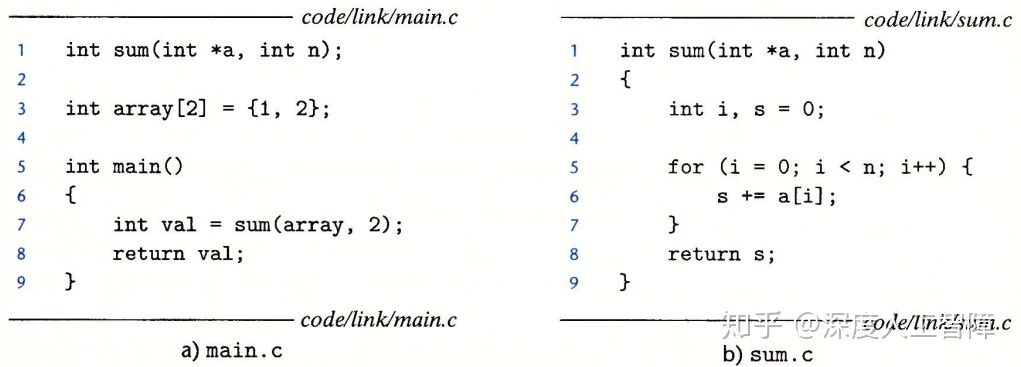 code/link/main.c
1 int sum(int *a, int n);
2
3 int array[2] = {1, 2};
4
5 int main()
6 {
7 int val = sum(array, 2);
8 return val;
9 }
code/link/main.c
a) main.c
code/link/sum.c
1 int sum(int *a, int n)
2 {
3 int i, s = 0;
4
5 for (i = 0; i < n; i++) {
6 s += a[i];
7 }
8 return s;
9 }
code/link/sum.c
b) sum.c
知乎 @深度人工智障